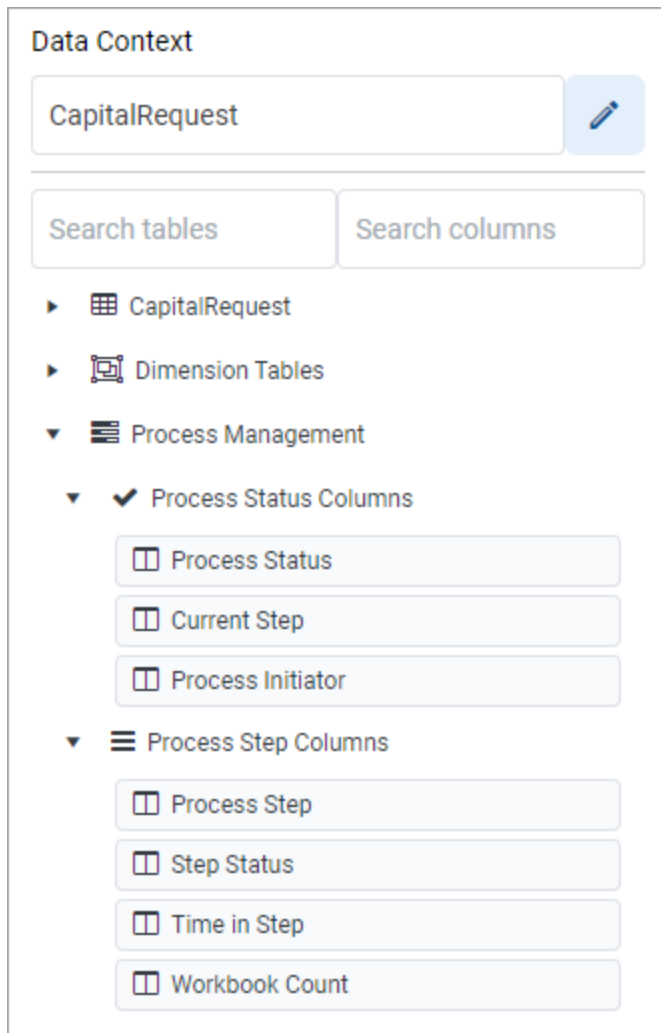 Data Context
CapitalRequest
Search tables Search columns
CapitalRequest
Dimension Tables
Process Management
Process Status Columns
Process Status
Current Step
Process Initiator
Process Step Columns
Process Step
Step Status
Time in Step
Workbook Count